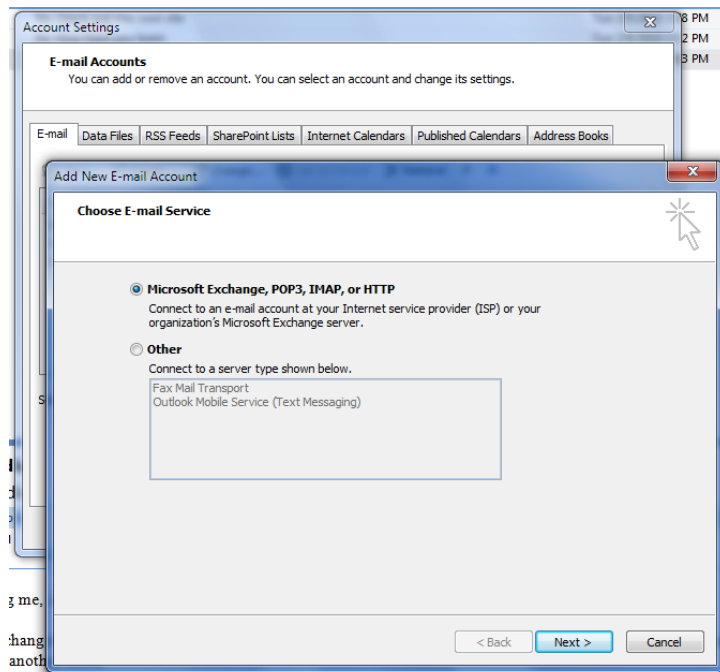 8 PM
Account Settings
2 PM
3 PM
E-mail Accounts
You can add or remove an account. You can select an account and change its settings.
E-mail Data Files RSS Feeds SharePoint Lists Internet Calendars Published Calendars Address Books
Add New E-mail Account
Choose E-mail Service
Microsoft Exchange, POP3, IMAP, or HTTP
Connect to an e-mail account at your Internet service provider (ISP) or your
organization's Microsoft Exchange server.
Other
Connect to a server type shown below.
Fax Mail Transport
Outlook Mobile Service (Text Messaging)
g me,
< Back Next > Cancel
chang
anoth